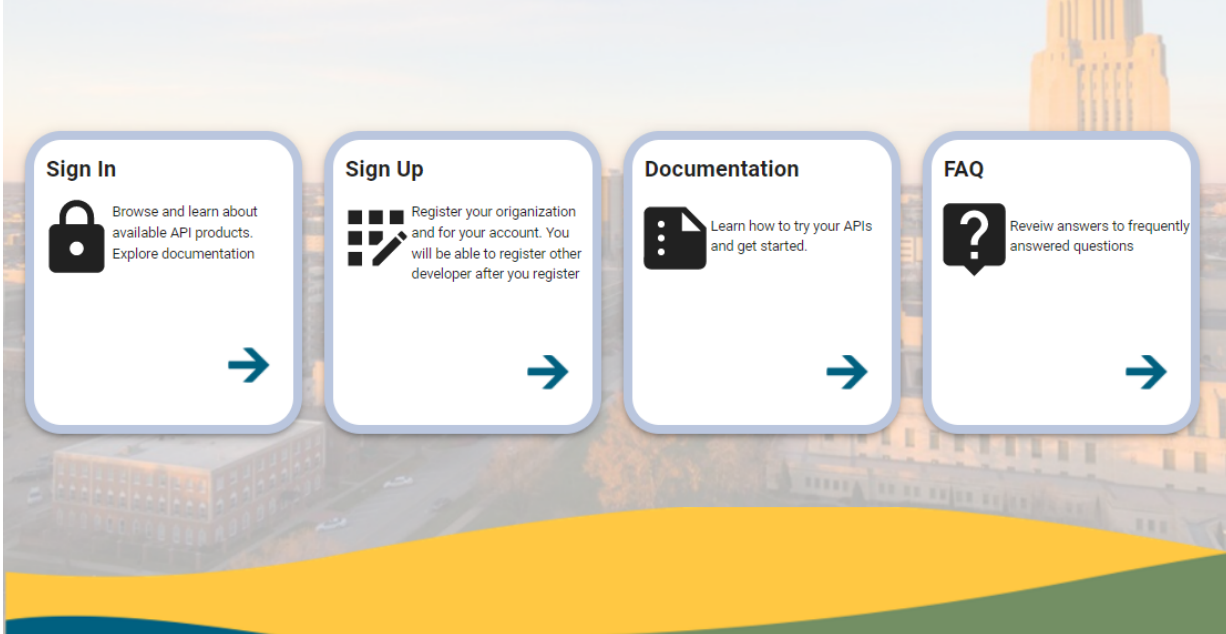 Sign In
Browse and learn about
available API products.
Explore documentation
Sign Up
Register your origanization
and for your account. You
will be able to register other
developer after you register
Documentation
Learn how to try your APIs
and get started.
FAQ
Reveiw answers to frequently
answered questions